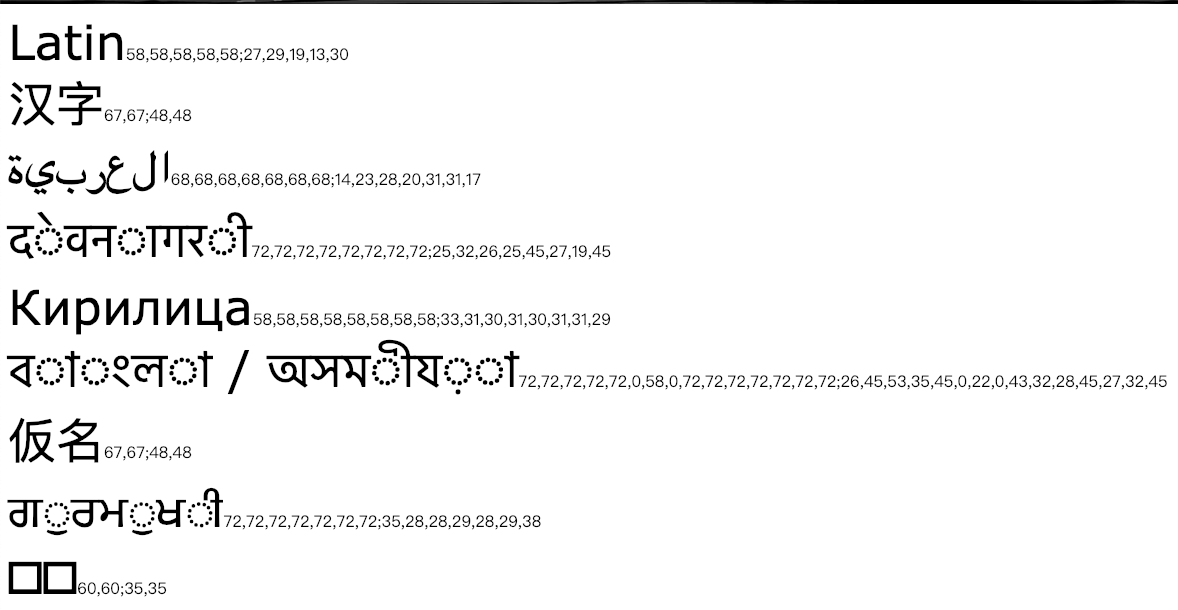 Latin58,58,58,58,58;27,29,19,13,30
汉字67,67;48,48
العربية68,68,68,68,68,68,68;14,23,28,20,31,31,17
देवनागरी72,72,72,72,72,72,72,72;25,32,26,25,45,27,19,45
Кирилица58,58,58,58,58,58,58,58;33,31,30,31,30,31,31,29
বাংলা / অসমীয়া72,72,72,72,72,0,58,0,72,72,72,72,72,72,72;26,45,53,35,45,0,22,0,43,32,28,45,27,32,45
仮名67,67;48,48
ਗੁਰਮੁਖੀ72,72,72,72,72,72,72;35,28,28,29,28,29,38
□□60,60;35,35